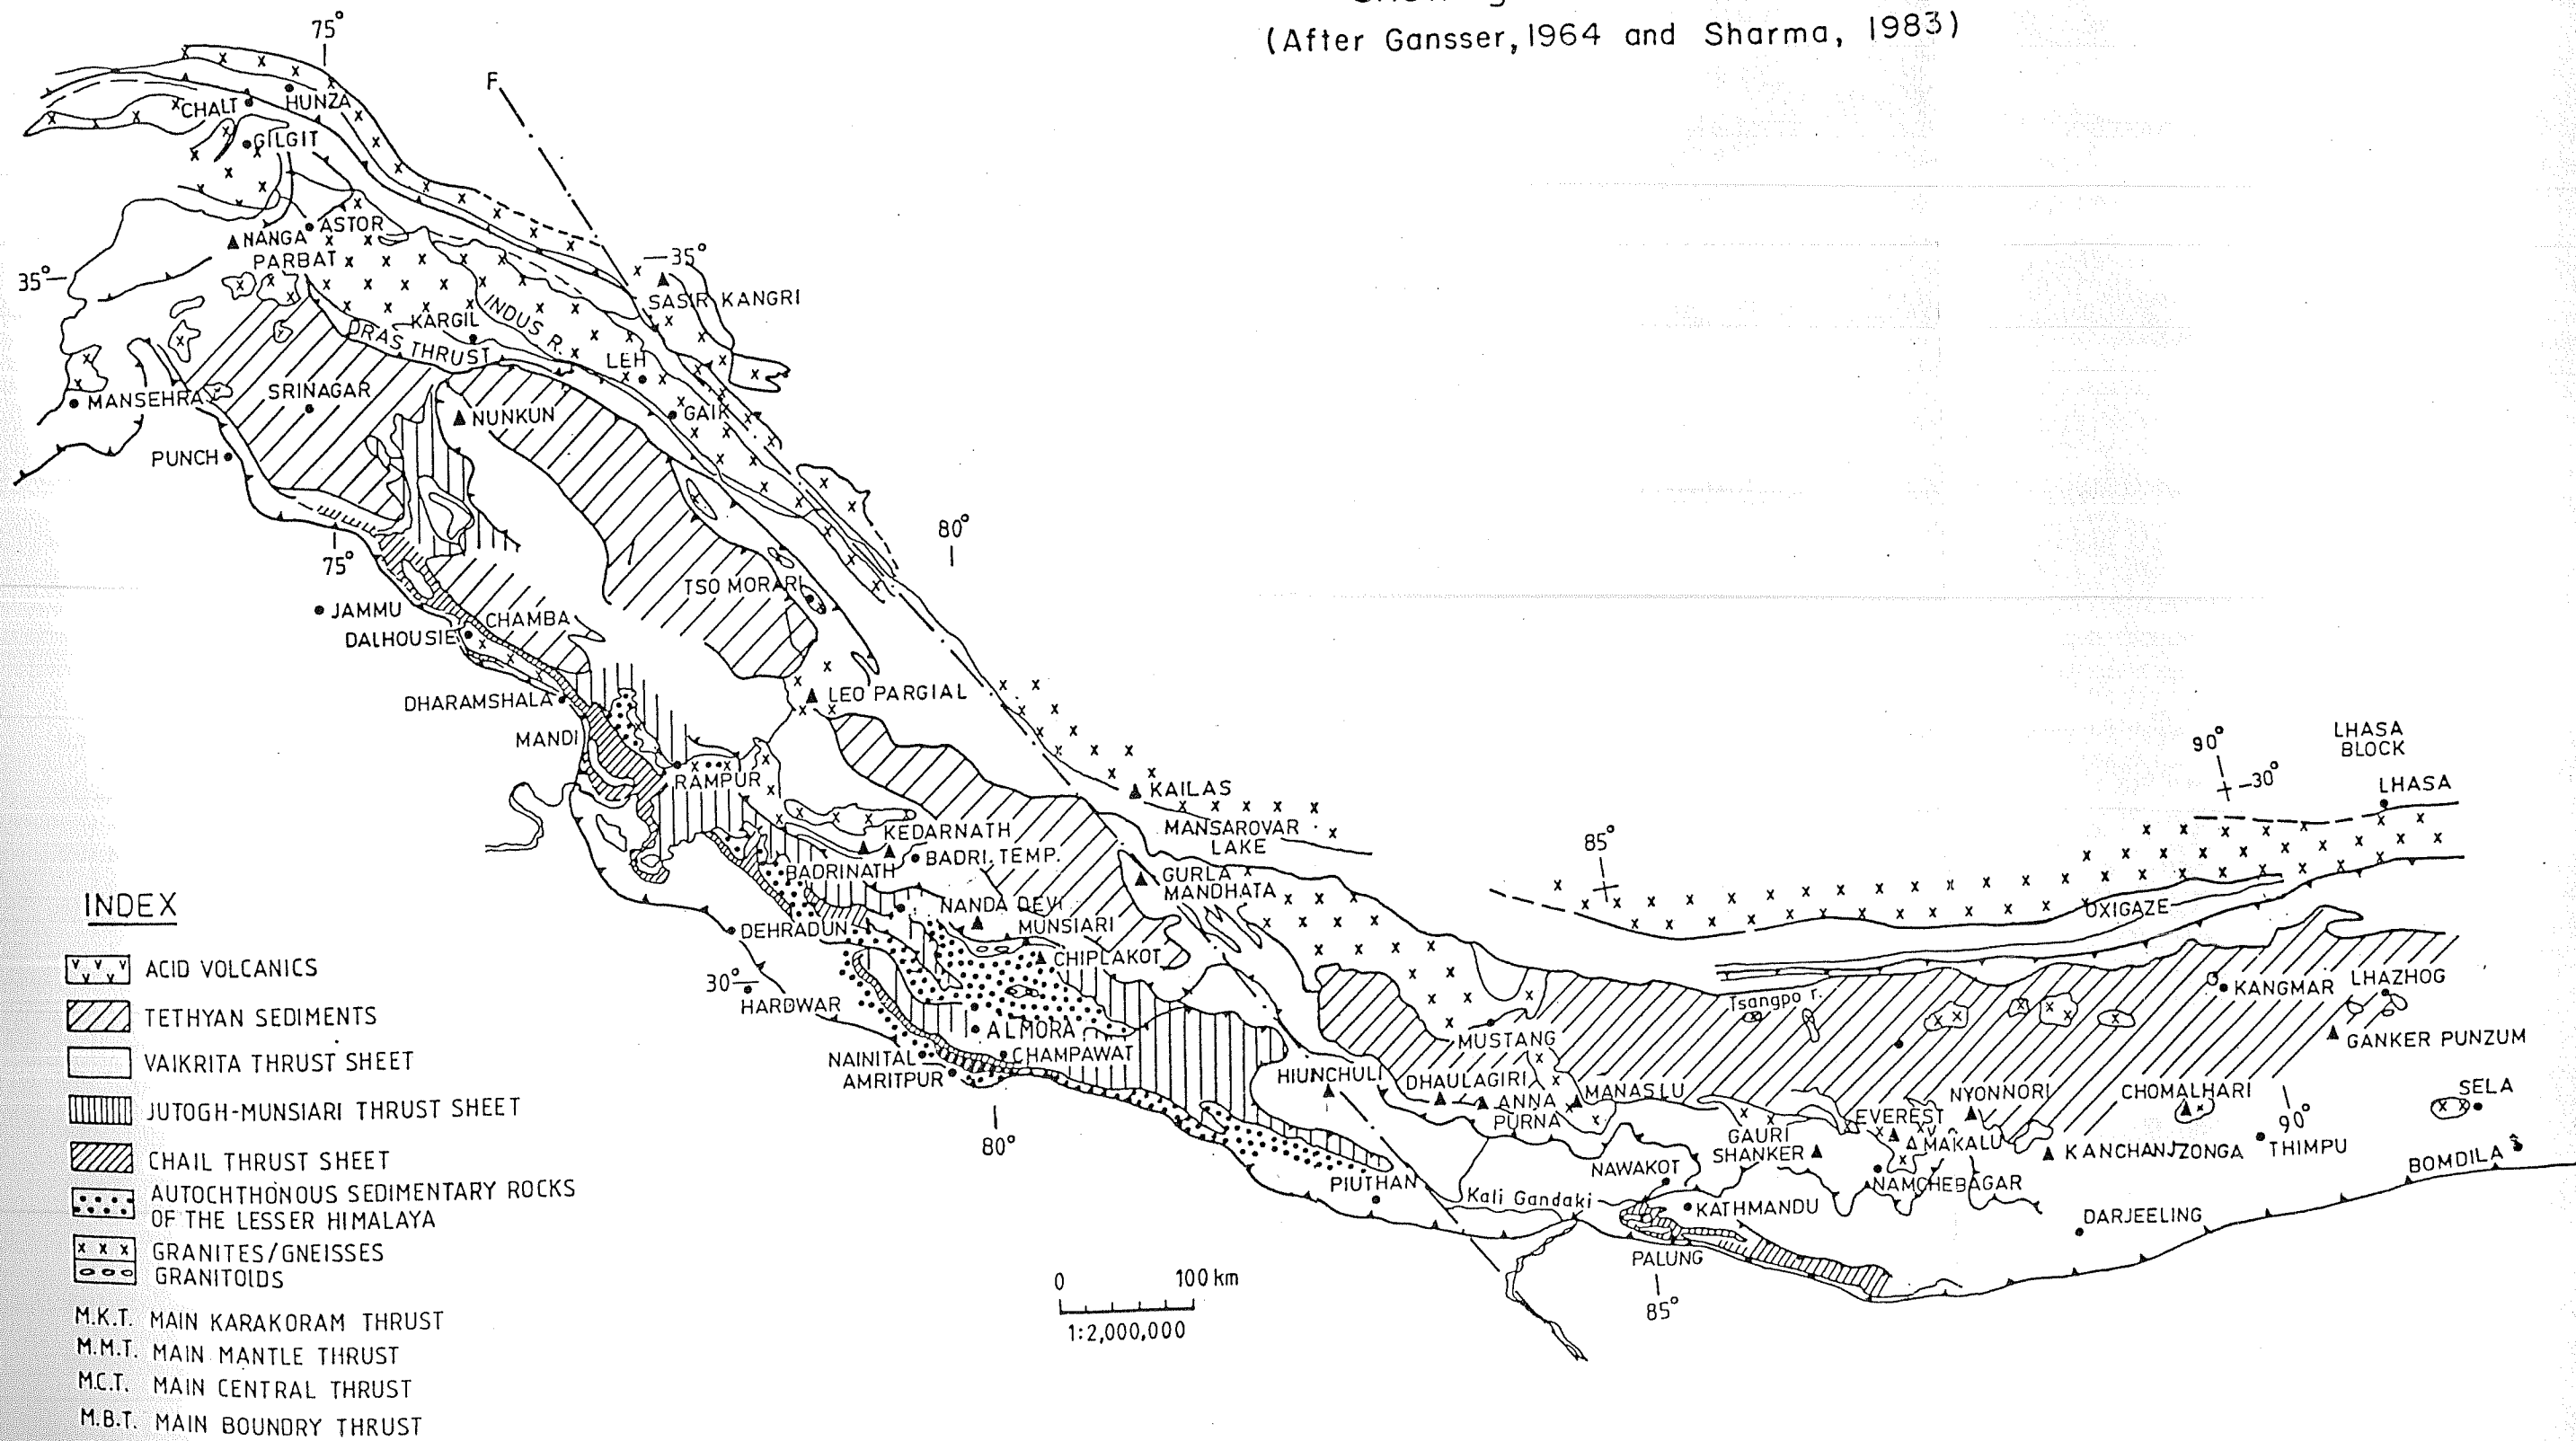 (After Gansser, 1964 and Sharma, 1983)
75°
F
CHALT
HUNZA
GILGIT
ASTOR
NANGA
PARBAT
35°
35°
SASIR KANGRI
INDUS R.
KARGIL
DRAS THRUST
LEH
MANSEHRA
SRINAGAR
NUNKUN
GAIK
PUNCH
80°
75°
TSO MORARI
JAMMU
CHAMBA
DALHOUSIE
LEO PARGIAL
DHARAMSHALA
MANDI
RAMPUR
KAILAS
90°
LHASA
BLOCK
30°
LHASA
MANSAROVAR
LAKE
KEDARNATH
BADRI. TEMP.
BADRINATH
85°
GURLA
MANDHATA
NANDA DEVI
MUNSIARI
UXIGAZE
DEHRADUN
CHIPLAKOT
30°
HARDWAR
KANGMAR
LHAZHOG
Tsangpo r.
ALMORA
MUSTANG
GANKER PUNZUM
NAINITAL
CHAMPAWAT
AMRITPUR
HIUNCHULI
DHAULAGIRI
ANNA
PURNA
MANASLU
NYONNORI
CHOMALHARI
SELA
EVEREST
MAKALU
GAURI
SHANKER
90°
KANCHANJZONGA
THIMPU
80°
BOMDILA
NAWAKOT
NAMCHEBAGAR
PIUTHAN
Kali Gandaki
KATHMANDU
DARJEELING
PALUNG
85°
0 100 km
1:2,000,000
INDEX
ACID VOLCANICS
TETHYAN SEDIMENTS
VAIKRITA THRUST SHEET
JUTOGH-MUNSIARI THRUST SHEET
CHAIL THRUST SHEET
AUTOCHTHONOUS SEDIMENTARY ROCKS
OF THE LESSER HIMALAYA
GRANITES/GNEISSES
GRANITOIDS
M.K.T. MAIN KARAKORAM THRUST
M.M.T. MAIN MANTLE THRUST
M.C.T. MAIN CENTRAL THRUST
M.B.T. MAIN BOUNDRY THRUST